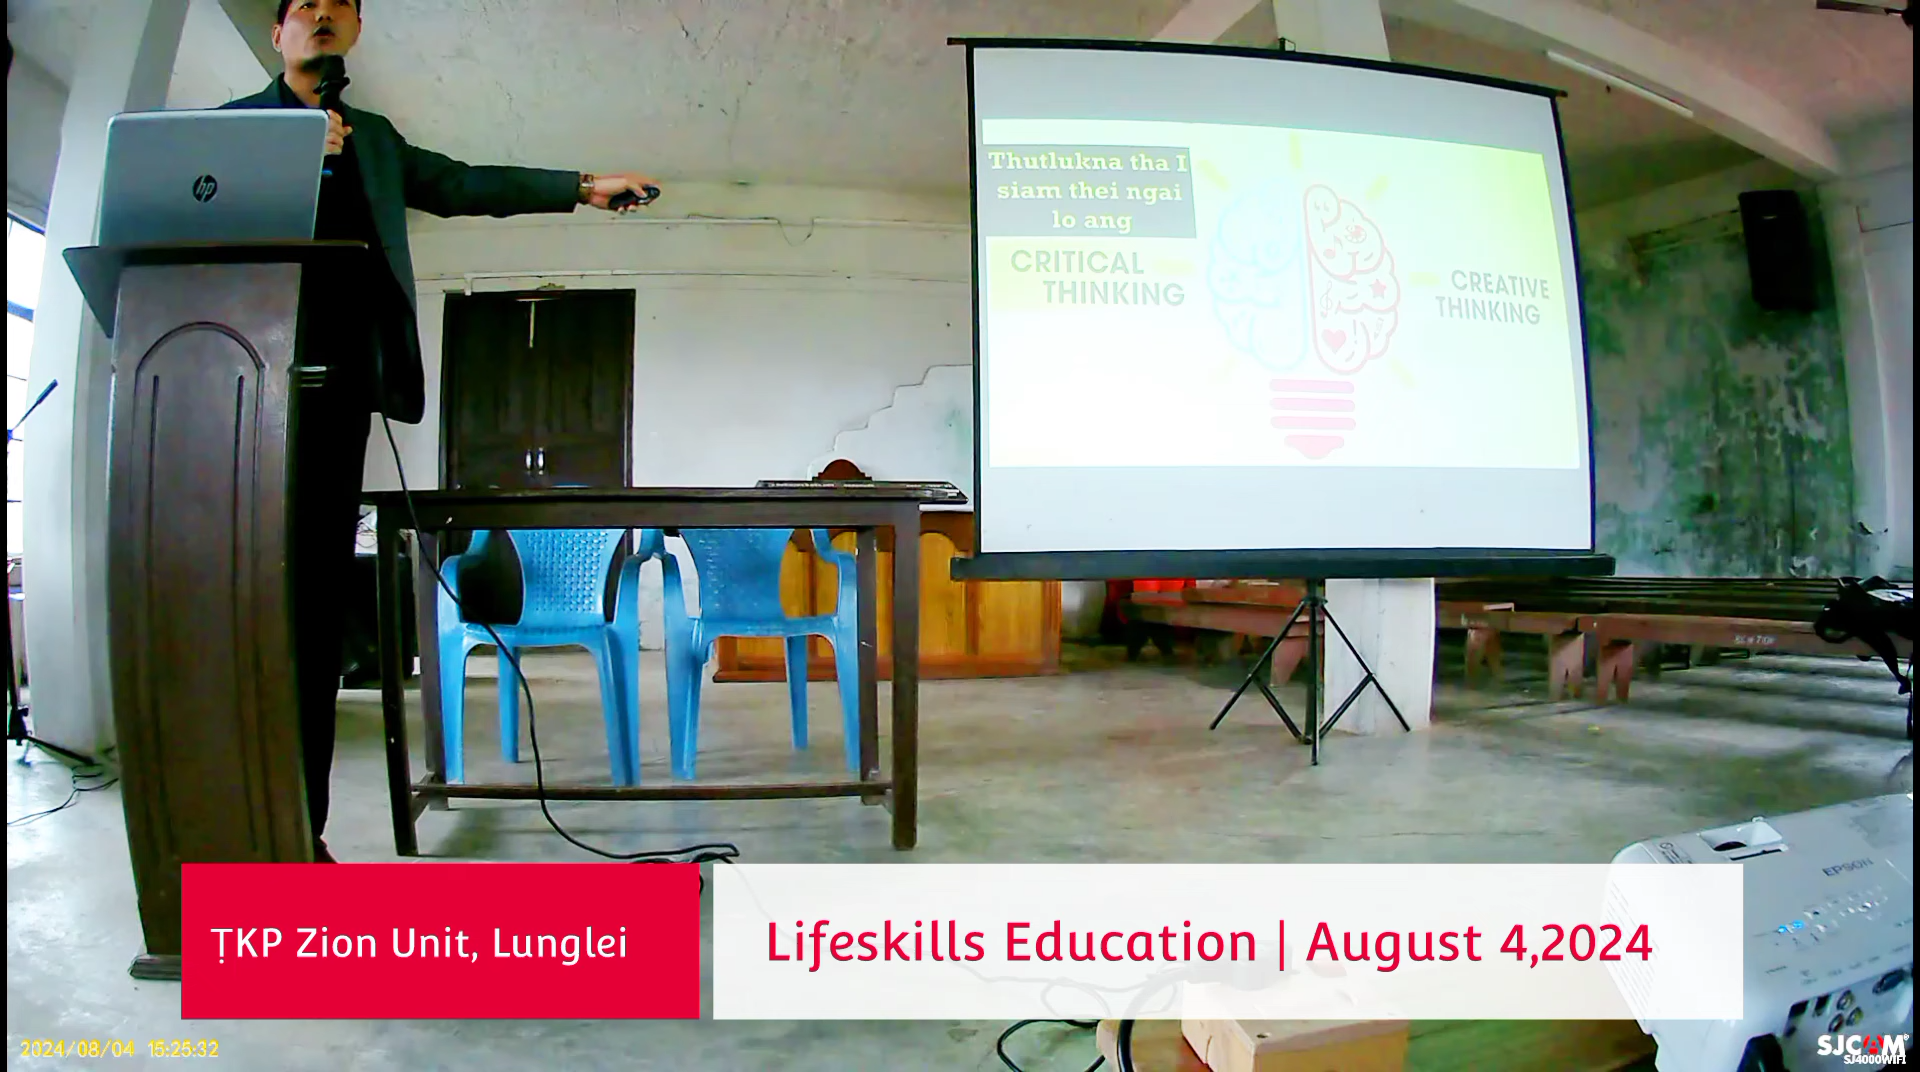 hp
Thutlukna tha I
siam thei ngai
lo ang
CRITICAL
THINKING
CREATIVE
THINKING
EPSON
ṬKP Zion Unit, Lunglei
Lifeskills Education | August 4,2024
2024/08/04 15:25:32
SJCAM
SJ4000WIFI